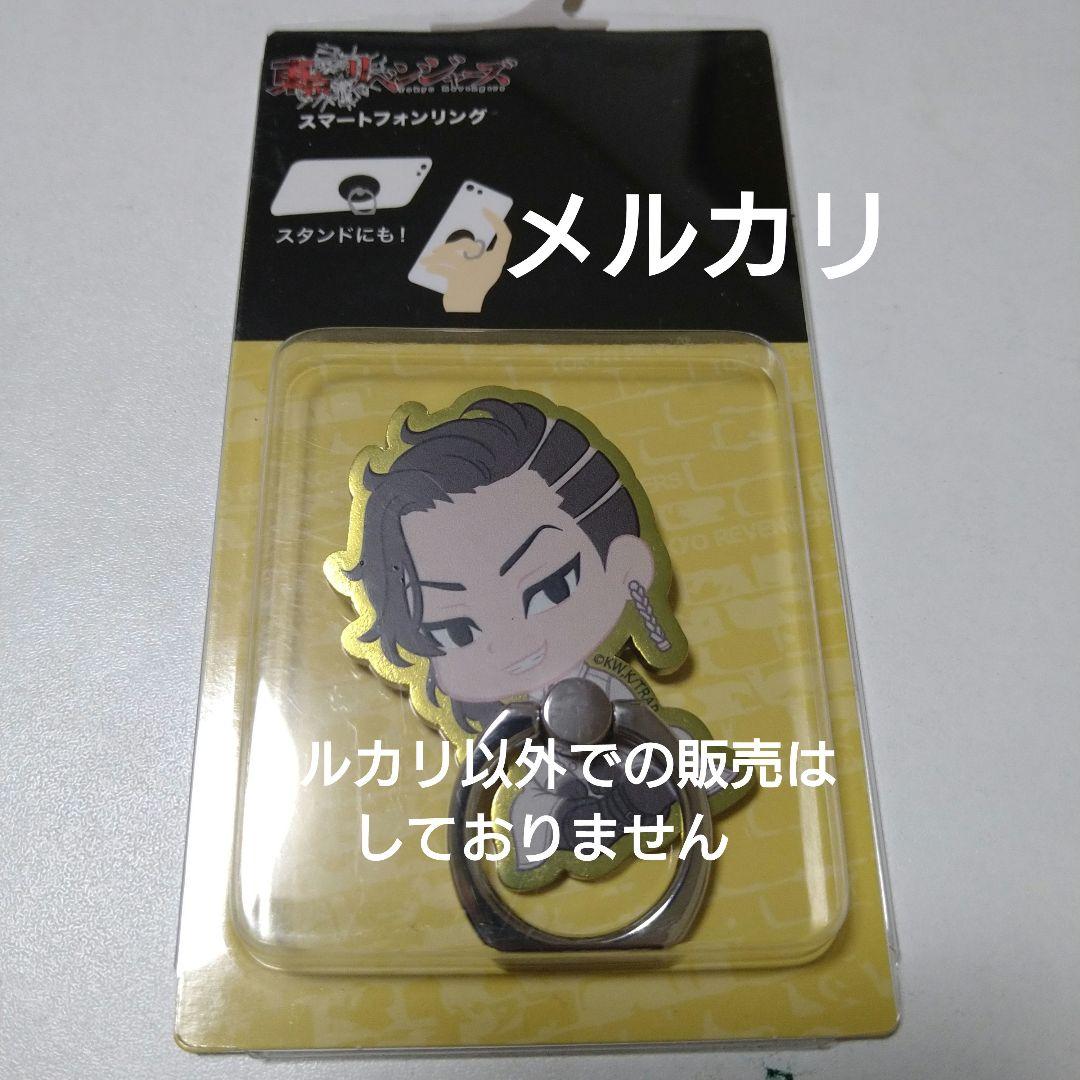 東京リベンジャーズ
Tokyo Revengers
スマートフォンリング
スタンドにも!
メルカリ
©KW,K/TRAP
ルカリ以外での販売は
しておりません